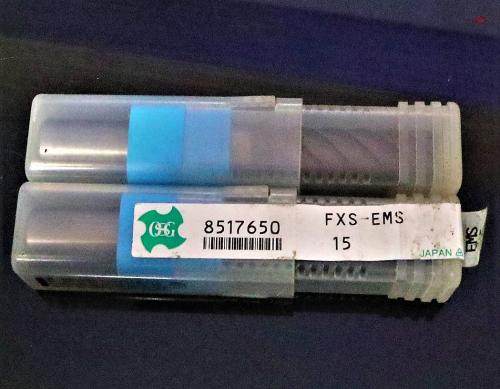 OSG
8517650
FXS-EMS
15
JAPAN
EMS